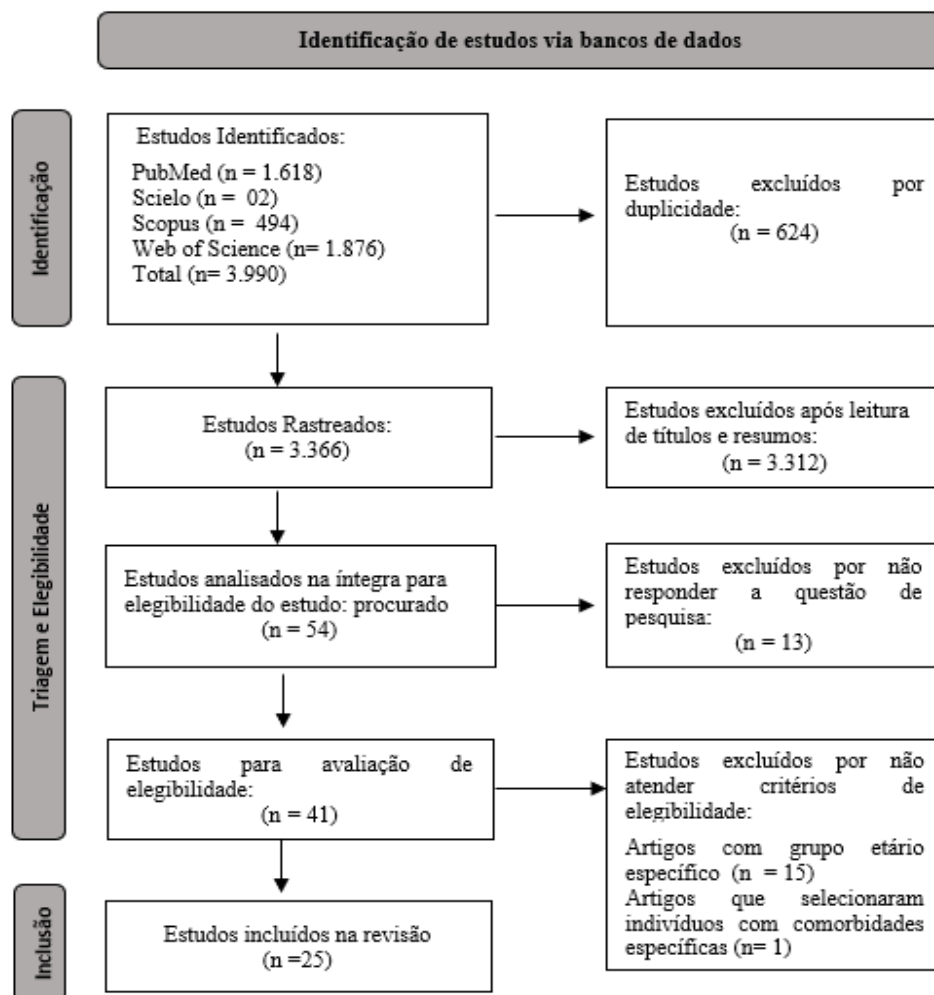 Identificação de estudos via bancos de dados
Identificação
Estudos Identificados:
PubMed (n = 1.618)
Scielo (n = 02)
Scopus (n = 494)
Web of Science (n= 1.876)
Total (n= 3.990)
Estudos excluídos por
duplicidade:
(n = 624)
Triagem e Elegibilidade
Estudos Rastreados:
(n = 3.366)
Estudos excluídos após leitura
de títulos e resumos:
(n = 3.312)
Estudos analisados na íntegra para
elegibilidade do estudo: procurado
(n = 54)
Estudos excluídos por não
responder a questão de
pesquisa:
(n = 13)
Estudos para avaliação de
elegibilidade:
(n = 41)
Estudos excluídos por não
atender critérios de
elegibilidade:
Artigos com grupo etário
específico (n = 15)
Artigos que selecionaram
indivíduos com comorbidades
específicas (n= 1)
Inclusão
Estudos incluídos na revisão
(n =25)